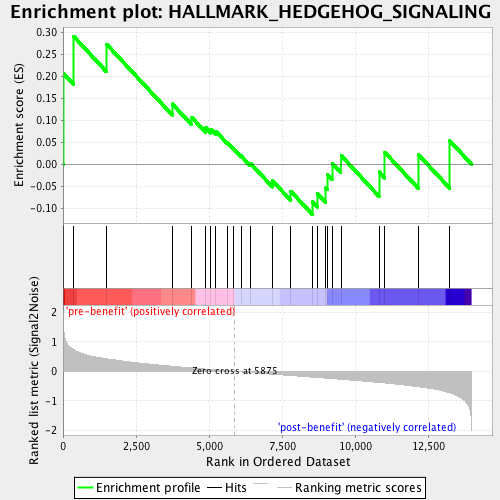 Enrichment plot: HALLMARK_HEDGEHOG_SIGNALING
Enrichment score (ES)
0.30
0.25
0.20
0.15
0.10
0.05
0.00
-0.05
-0.10
'pre-benefit' (positively correlated)
Ranked list metric (Signal2Noise)
2
1
0
-1
-2
Zero cross at 5875
'post-benefit' (negatively correlated)
0
2,500
5,000
7,500
10,000
12,500
Rank in Ordered Dataset
Enrichment profile
Hits
Ranking metric scores